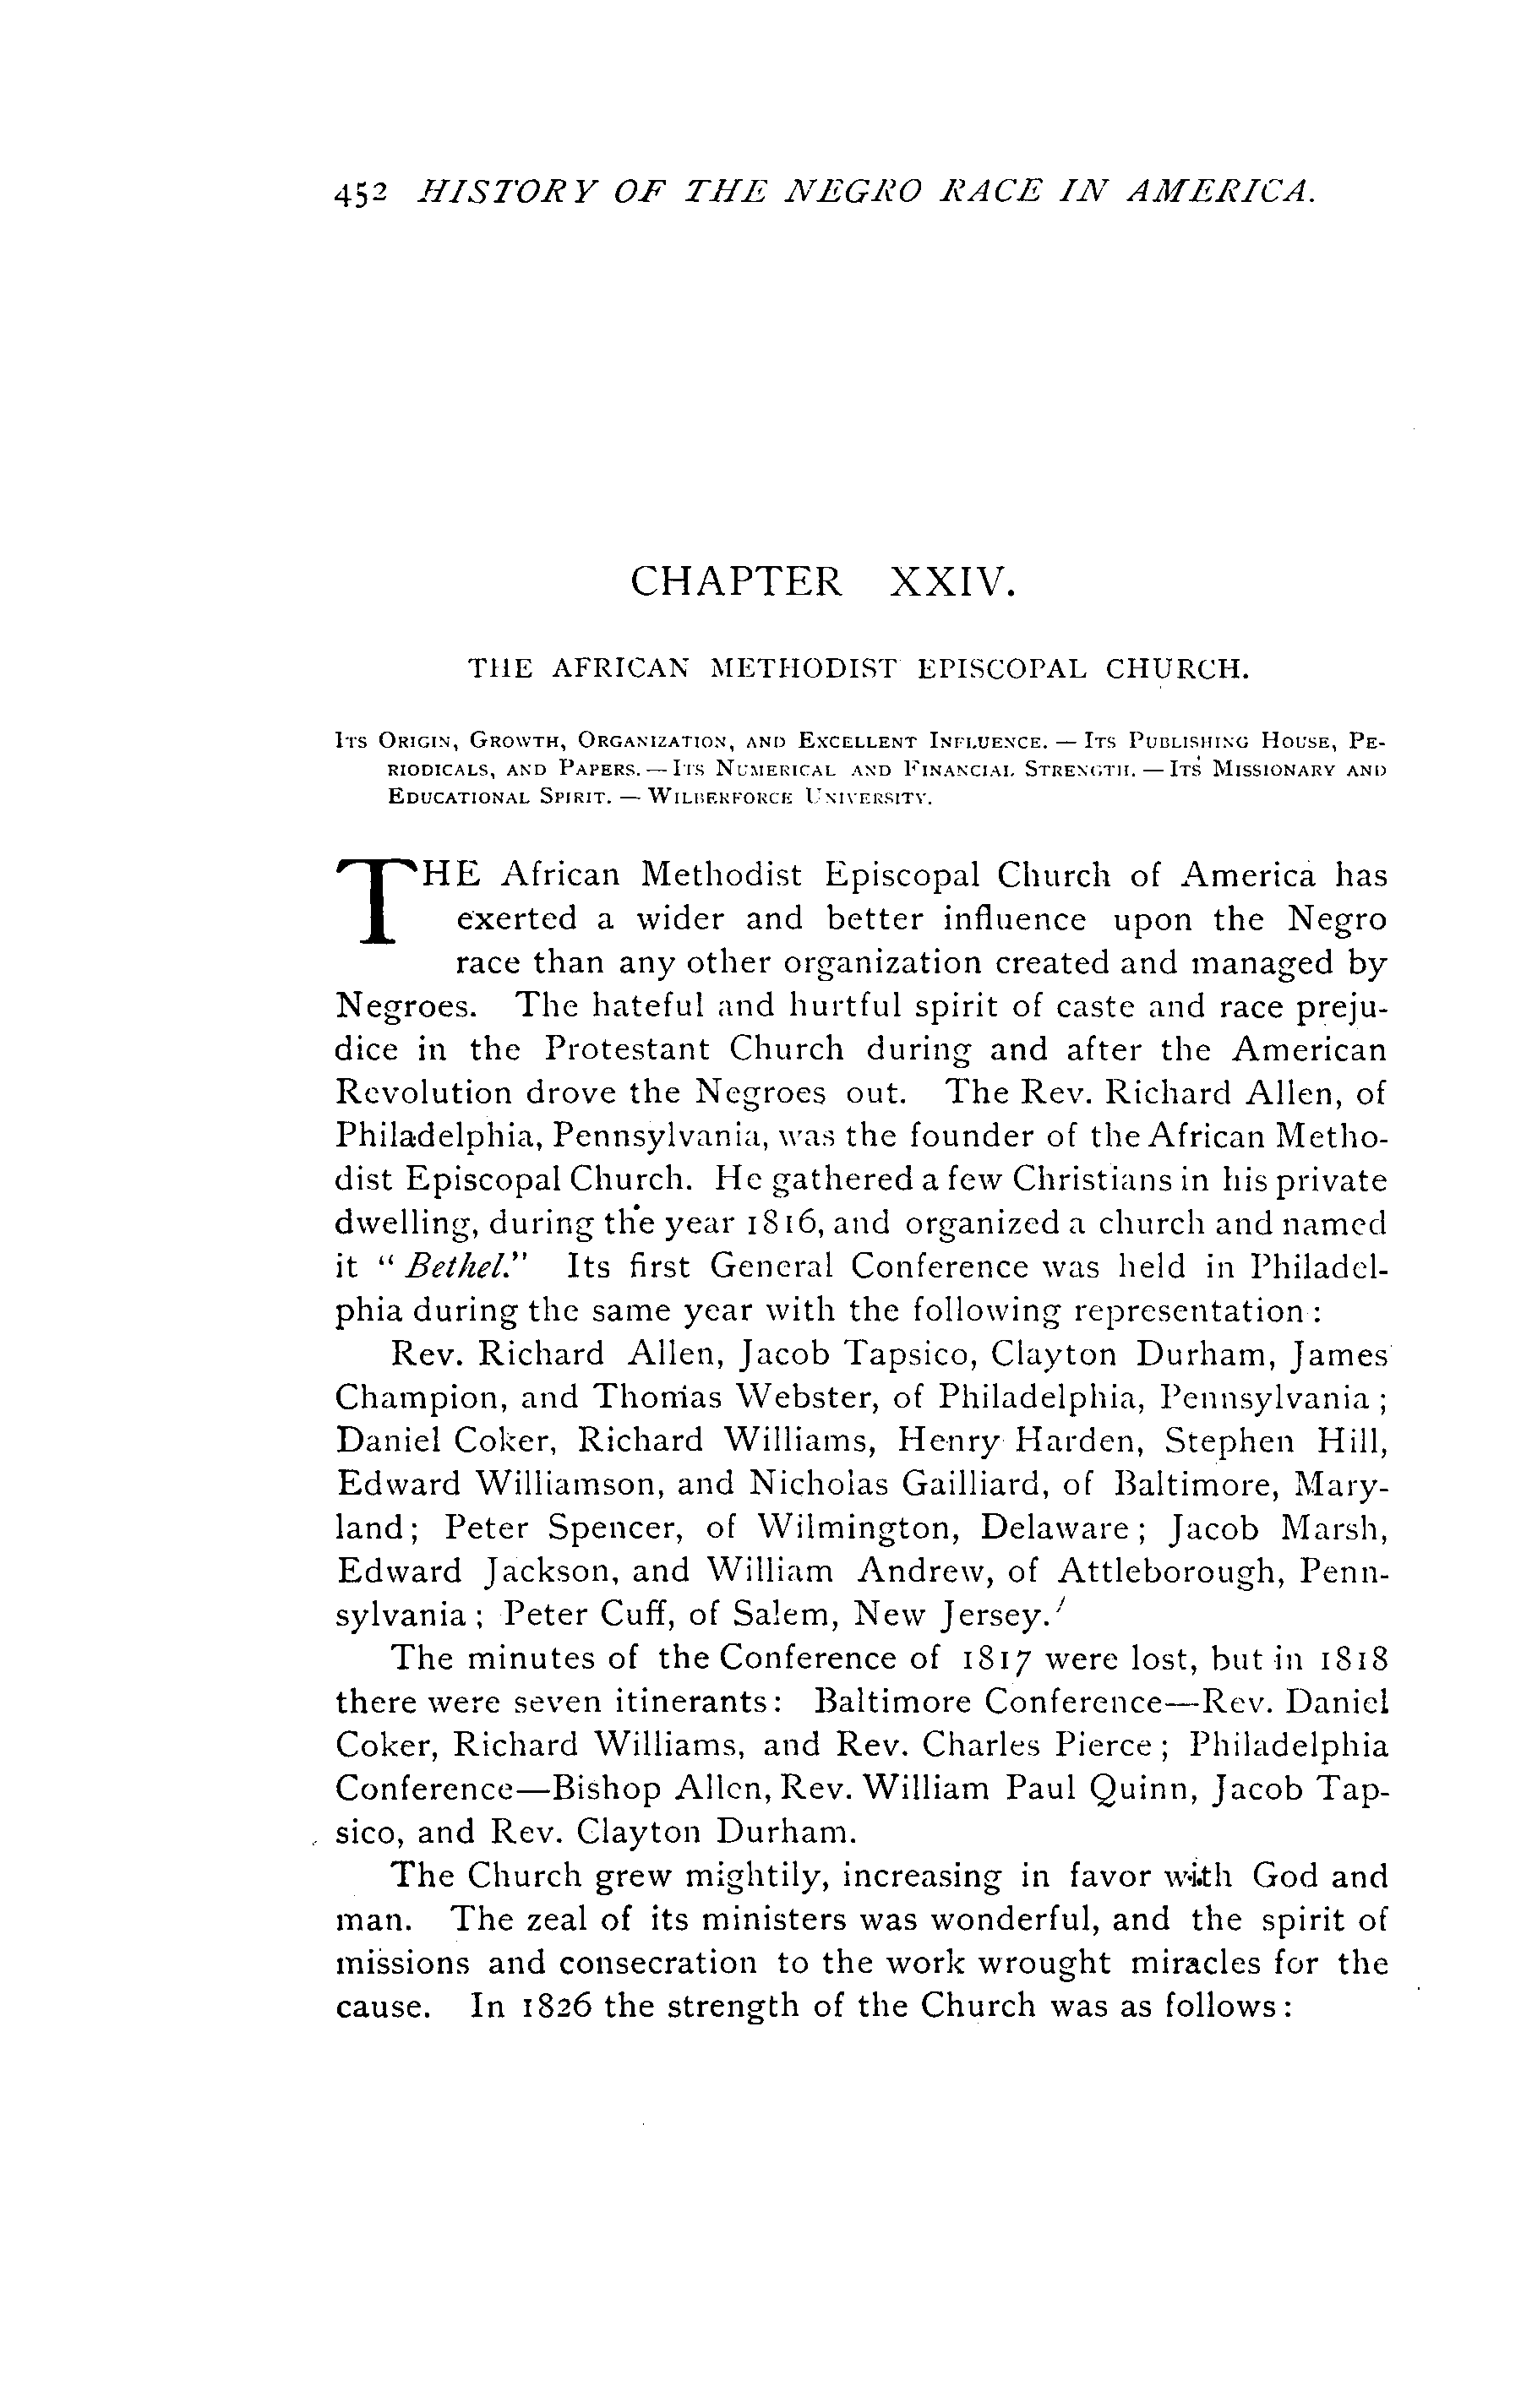 452 HISTORY OF THE NEGRO RACE IN AMERICA.
CHAPTER XXIV.
THE AFRICAN METHODIST EPISCOPAL CHURCH.
Its Origin, Growth, Organization, and Excellent Influence. — Its Publishing House, Pe-
riodicals, and Papers. — Its Numerical and Financial Strength. — Its Missionary and
Educational Spirit. — Wilberforce University.
THE African Methodist Episcopal Church of America has
exerted a wider and better influence upon the Negro
race than any other organization created and managed by
Negroes. The hateful and hurtful spirit of caste and race preju-
dice in the Protestant Church during and after the American
Revolution drove the Negroes out. The Rev. Richard Allen, of
Philadelphia, Pennsylvania, was the founder of the African Metho-
dist Episcopal Church. He gathered a few Christians in his private
dwelling, during the year 1816, and organized a church and named
it " Bethel." Its first General Conference was held in Philadel-
phia during the same year with the following representation :
Rev. Richard Allen, Jacob Tapsico, Clayton Durham, James
Champion, and Thomas Webster, of Philadelphia, Pennsylvania ;
Daniel Coker, Richard Williams, Henry Harden, Stephen Hill,
Edward Williamson, and Nicholas Gailliard, of Baltimore, Mary-
land ; Peter Spencer, of Wilmington, Delaware ; Jacob Marsh,
Edward Jackson, and William Andrew, of Attleborough, Penn-
sylvania ; Peter Cuff, of Salem, New Jersey.
The minutes of the Conference of 1817 were lost, but in 1818
there were seven itinerants : Baltimore Conference—Rev. Daniel
Coker, Richard Williams, and Rev. Charles Pierce ; Philadelphia
Conference—Bishop Allen, Rev. William Paul Quinn, Jacob Tap-
sico, and Rev. Clayton Durham.
The Church grew mightily, increasing in favor with God and
man. The zeal of its ministers was wonderful, and the spirit of
missions and consecration to the work wrought miracles for the
cause. In 1826 the strength of the Church was as follows :